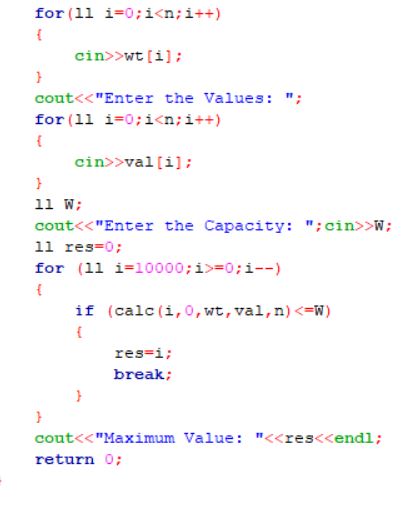 for(ll i=0;i<n;i++)
{
cin>>wt[i];
}
cout<<"Enter the Values: ";
for(ll i=0;i<n;i++)
{
cin>>val[i];
}
ll W;
cout<<"Enter the Capacity: ";cin>>W;
ll res=0;
for (ll i=10000;i>=0;i--)
{
if (calc(i,0,wt,val,n)<=W)
{
res=i;
break;
}
}
cout<<"Maximum Value: "<<res<<endl;
return 0;
}